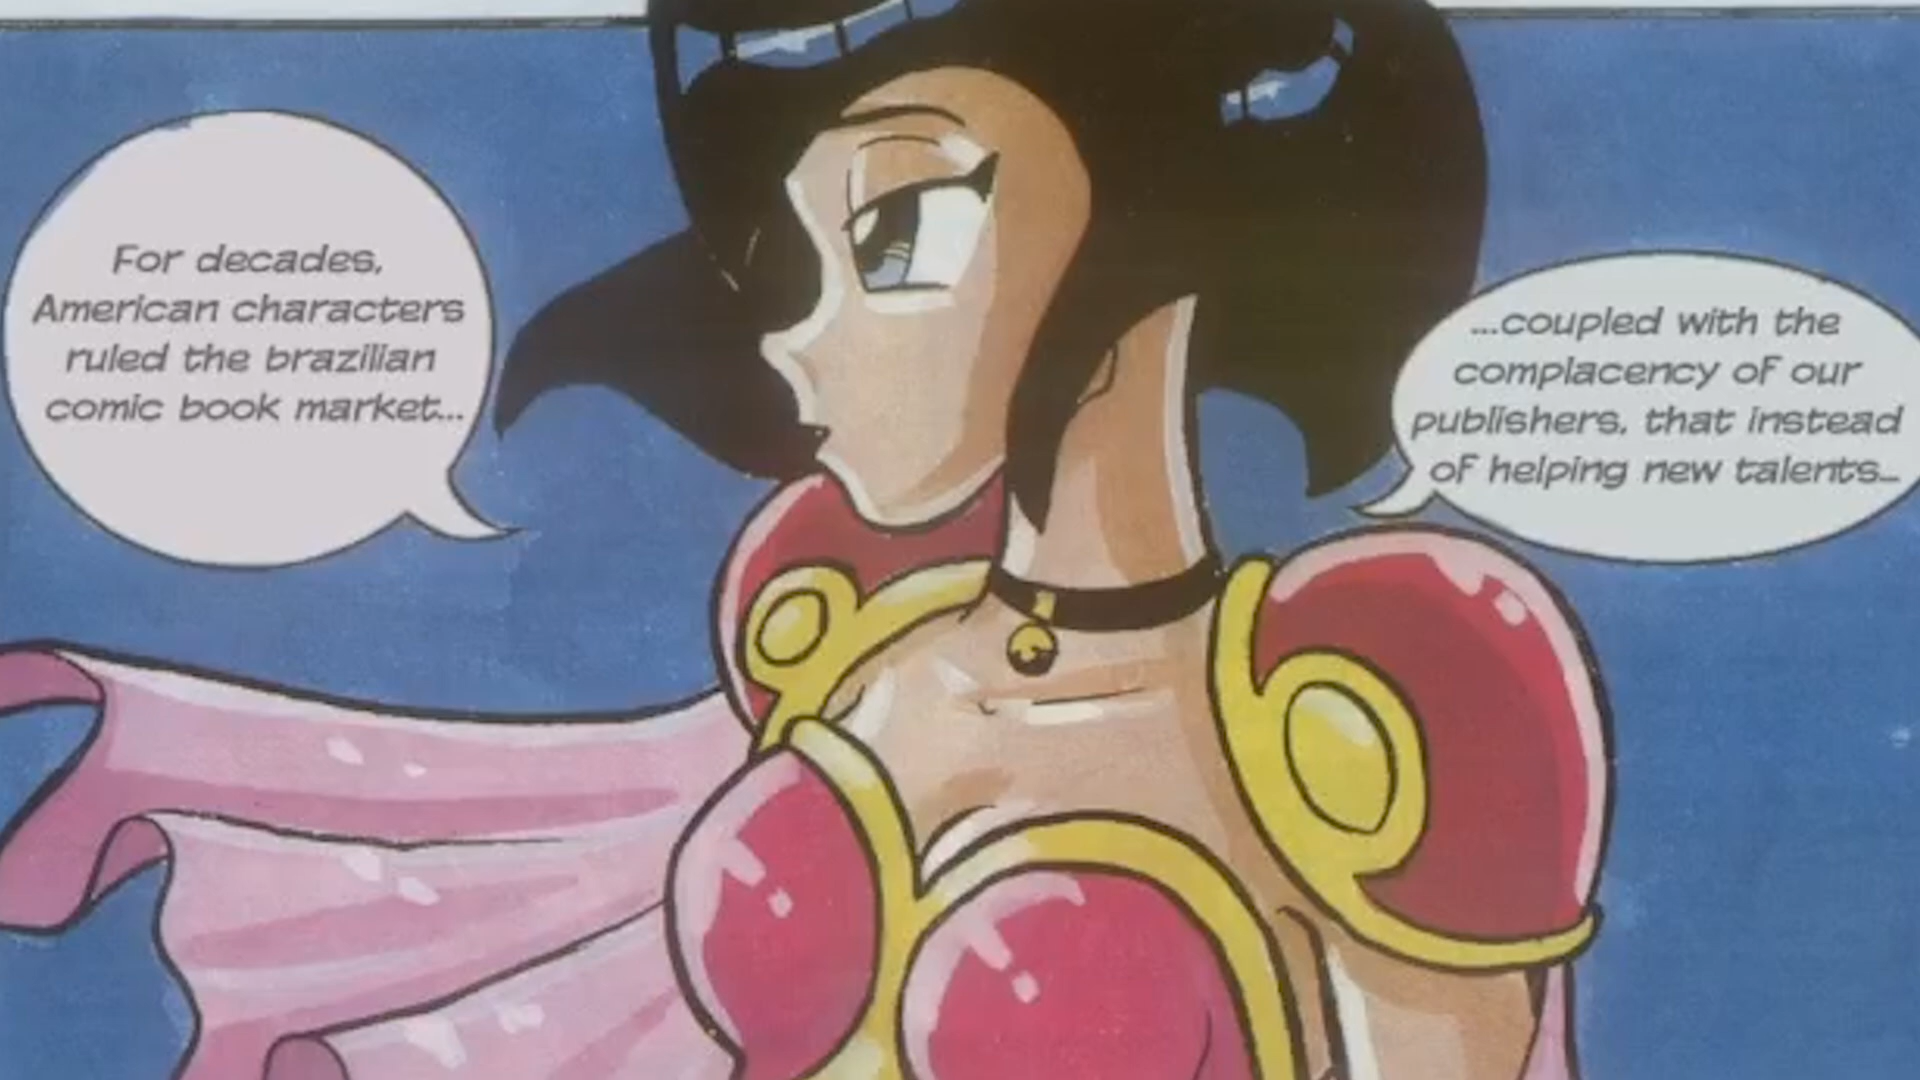 For decades,
American characters
ruled the brazilian
comic book market...
...coupled with the
complacency of our
publishers, that instead
of helping new talents...